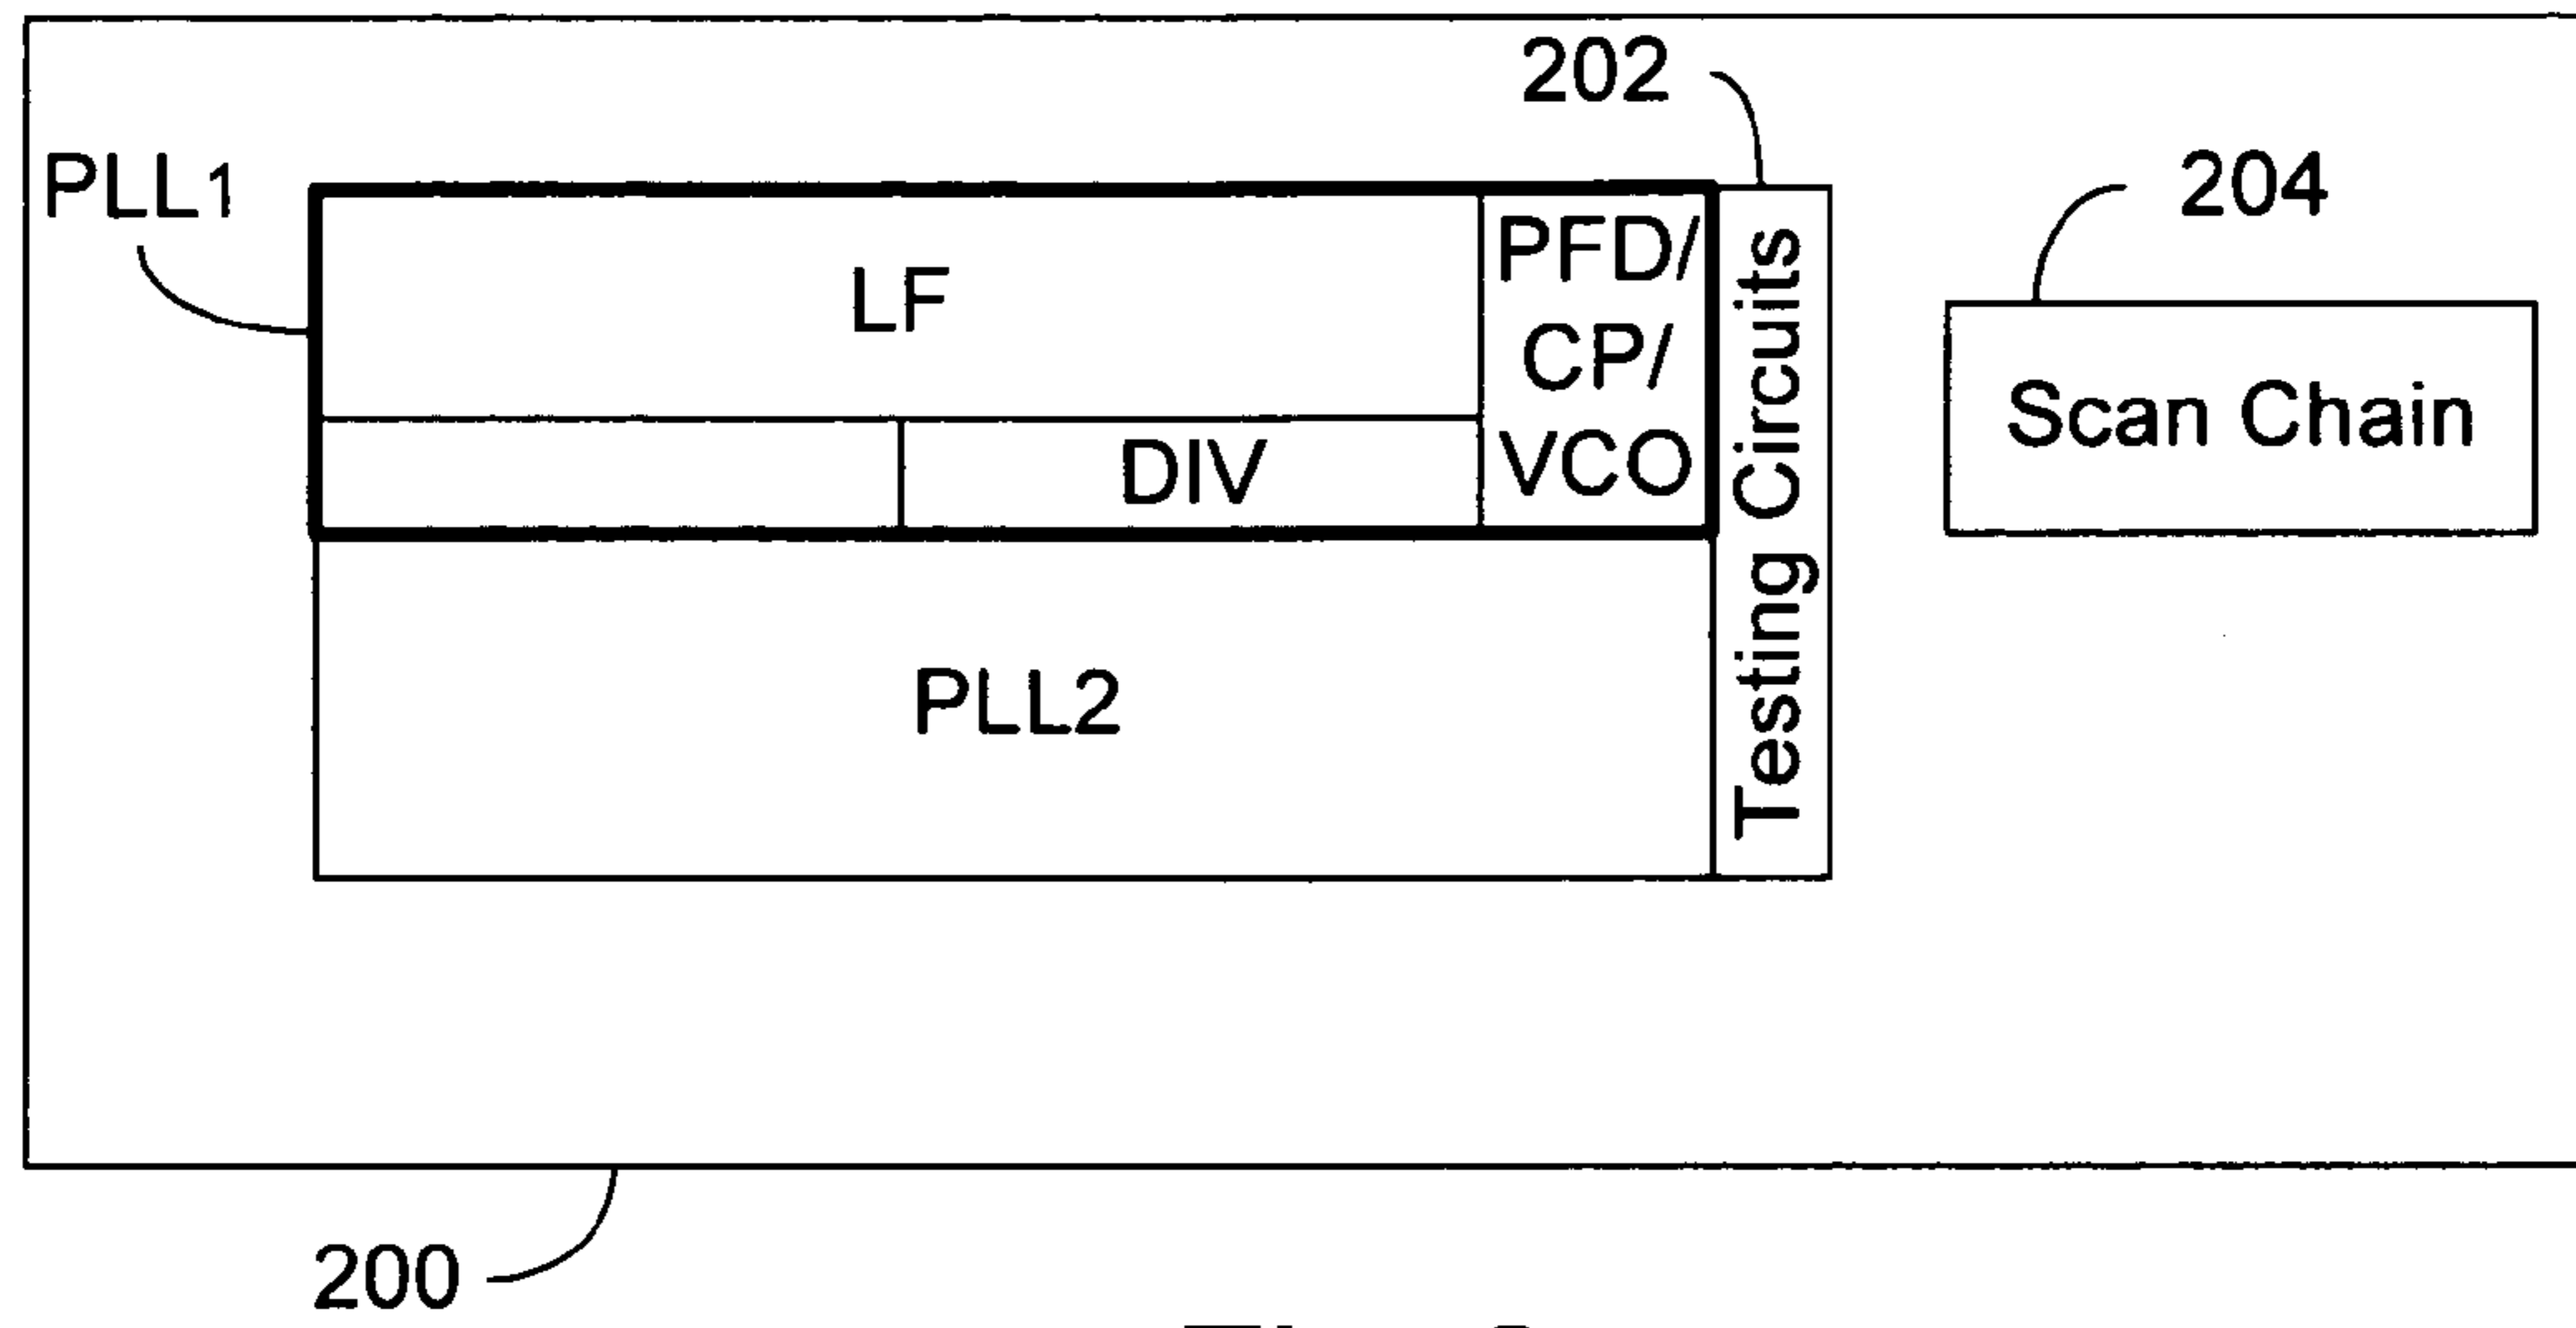 202
PLL1
204
LF
PFD/
CP/
VCO
Testing Circuits
Scan Chain
DIV
PLL2
200